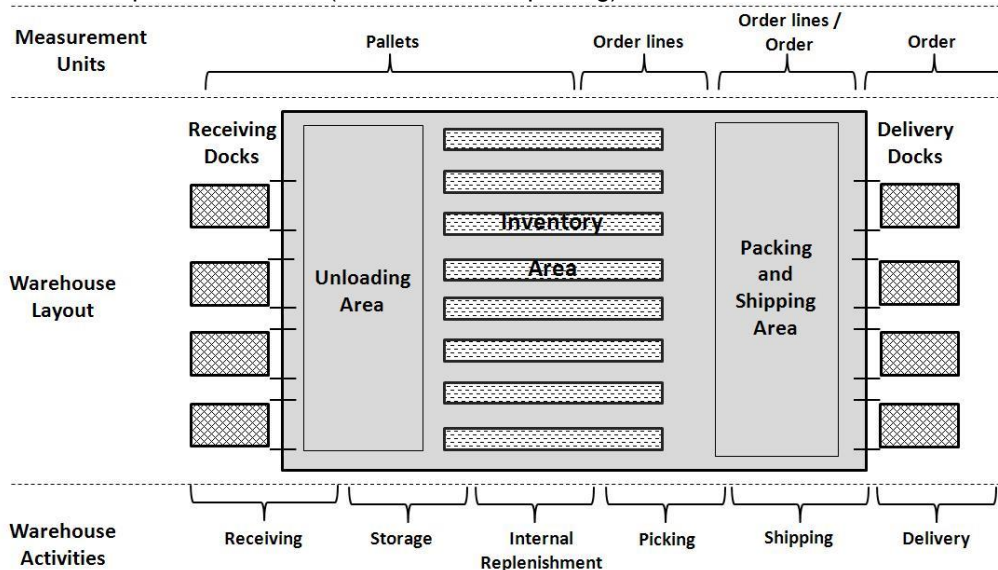 Measurement
Units
Pallets
Order lines
Order lines /
Order
Order
Receiving
Docks
Delivery
Docks
Warehouse
Layout
Unloading
Area
Inventory
Area
Packing
and
Shipping
Area
Warehouse
Activities
Receiving
Storage
Internal
Replenishment
Picking
Shipping
Delivery